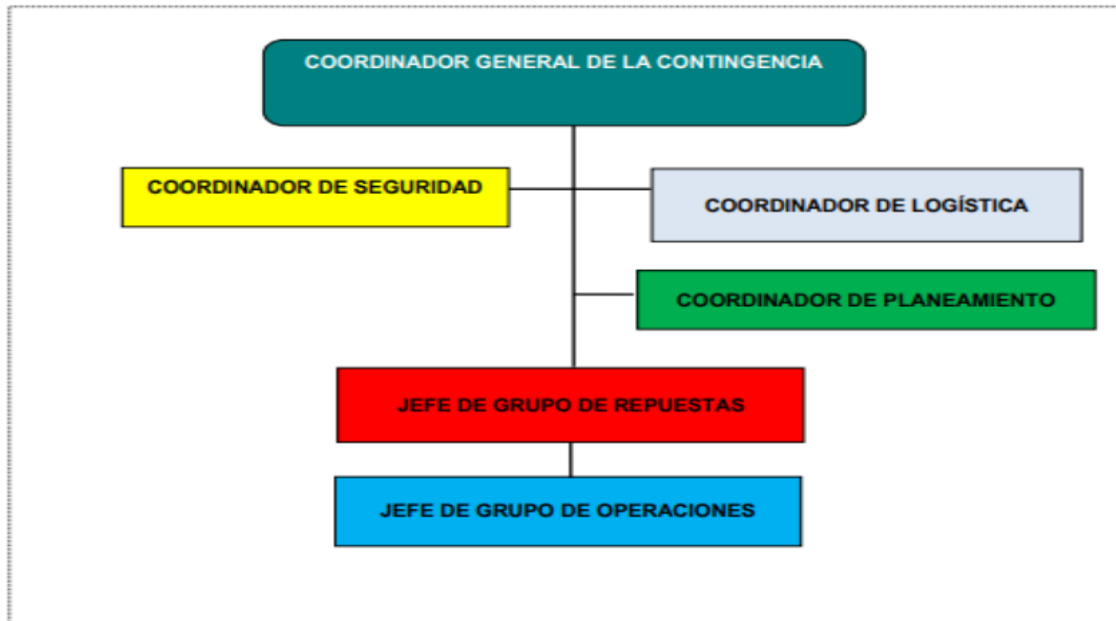 COORDINADOR GENERAL DE LA CONTINGENCIA
COORDINADOR DE SEGURIDAD
COORDINADOR DE LOGÍSTICA
COORDINADOR DE PLANEAMIENTO
JEFE DE GRUPO DE REPUESTAS
JEFE DE GRUPO DE OPERACIONES